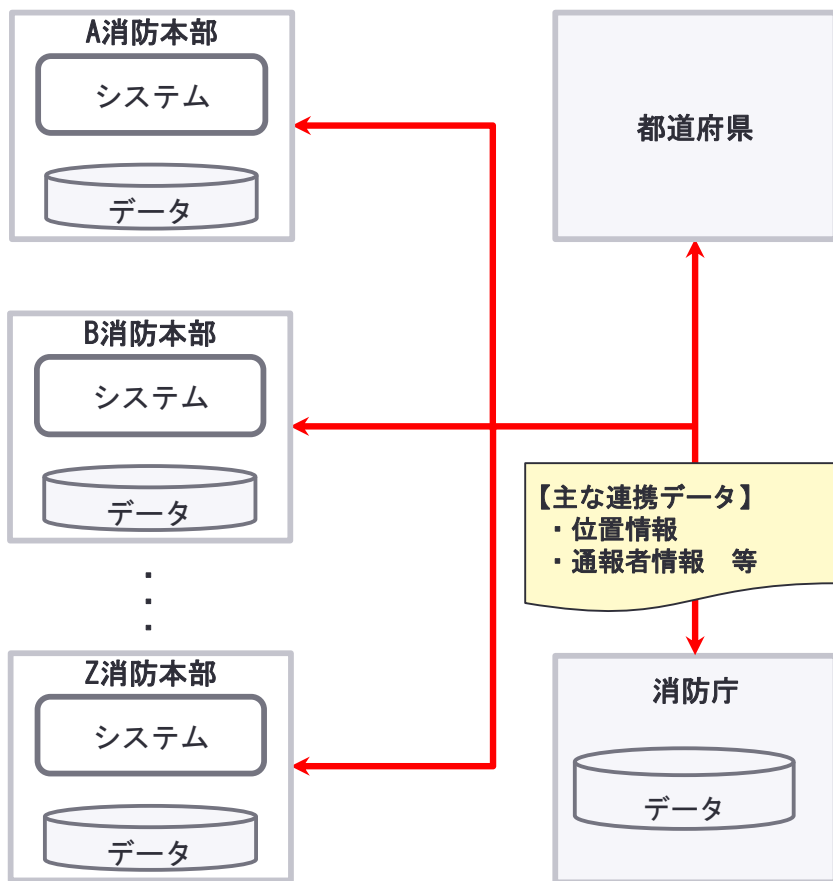 A消防本部
システム
データ
都道府県
B消防本部
システム
データ
【主な連携データ】
・位置情報
・通報者情報　等
・
・
・
Z消防本部
システム
データ
消防庁
データ